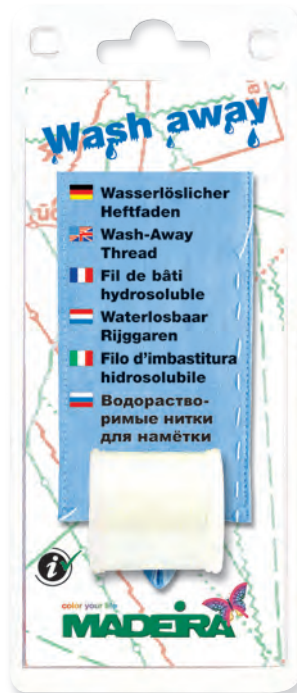 Wash away
Wasserlöslicher
Heftfaden
Wash-Away
Thread
Fil de bâti
hydrosoluble
Waterlosbaar
Rijggaren
Filo d'imbastitura
hidrosolubile
Водораство-
римые нитки
для намётки
i
color your life
MADEIRA